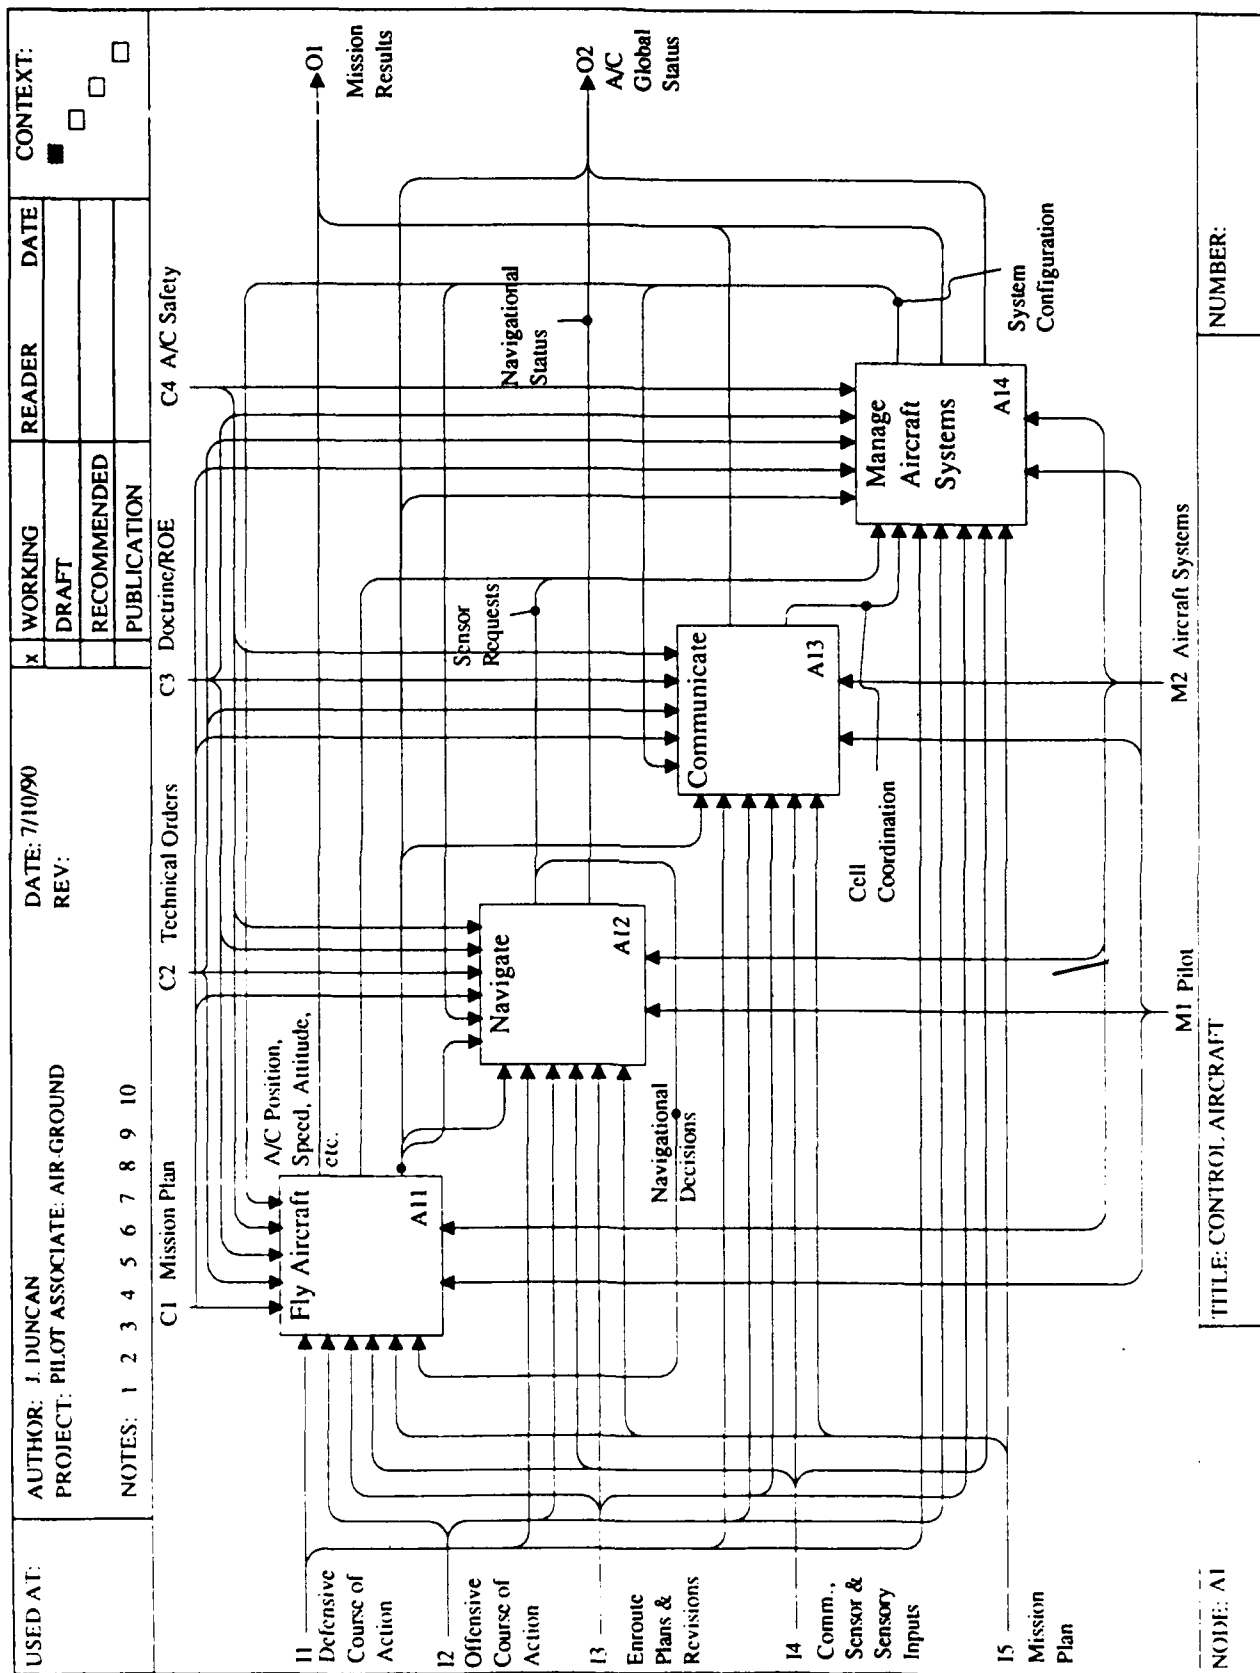 USED AT:
AUTHOR: J. DUNCAN
PROJECT: PILOT ASSOCIATE: AIR-GROUND
NOTES: 1 2 3 4 5 6 7 8 9 10
DATE: 7/10/90
REV:
x WORKING
DRAFT
RECOMMENDED
PUBLICATION
READER DATE
CONTEXT:
C1 Mission Plan
C2 Technical Orders
C3 Doctrine/ROE
C4 A/C Safety
Fly Aircraft
A11
A/C Position,
Speed, Attitude,
etc.
O1
Mission
Results
Navigate
A12
Sensor
Requests
Navigational
Status
O2
A/C
Global
Status
Navigational
Decisions
Communicate
A13
Cell
Coordination
Manage
Aircraft
Systems
A14
System
Configuration
I1
Defensive
Course of
Action
I2
Offensive
Course of
Action
I3
Enroute
Plans &
Revisions
I4
Comm.,
Sensor &
Sensory
Inputs
I5
Mission
Plan
M1 Pilot
M2 Aircraft Systems
NODE: A1
TITLE: CONTROL AIRCRAFT
NUMBER: